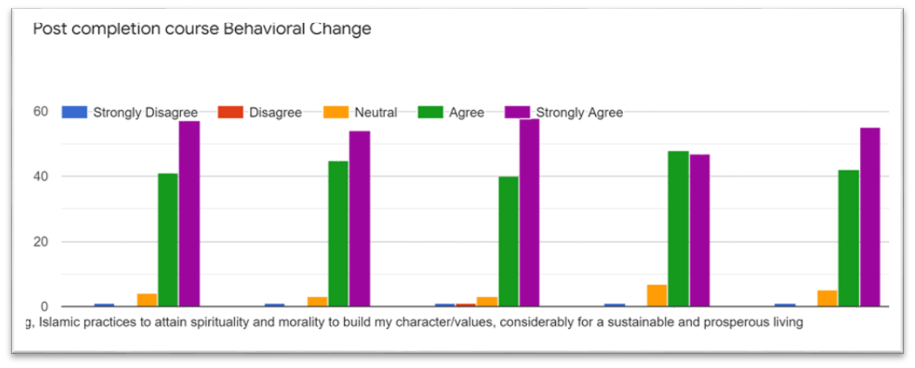 Post completion course Behavioral Change
60 Strongly Disagree Disagree Neutral Agree Strongly Agree
40
20
0
g, Islamic practices to attain spirituality and morality to build my character/values, considerably for a sustainable and prosperous living